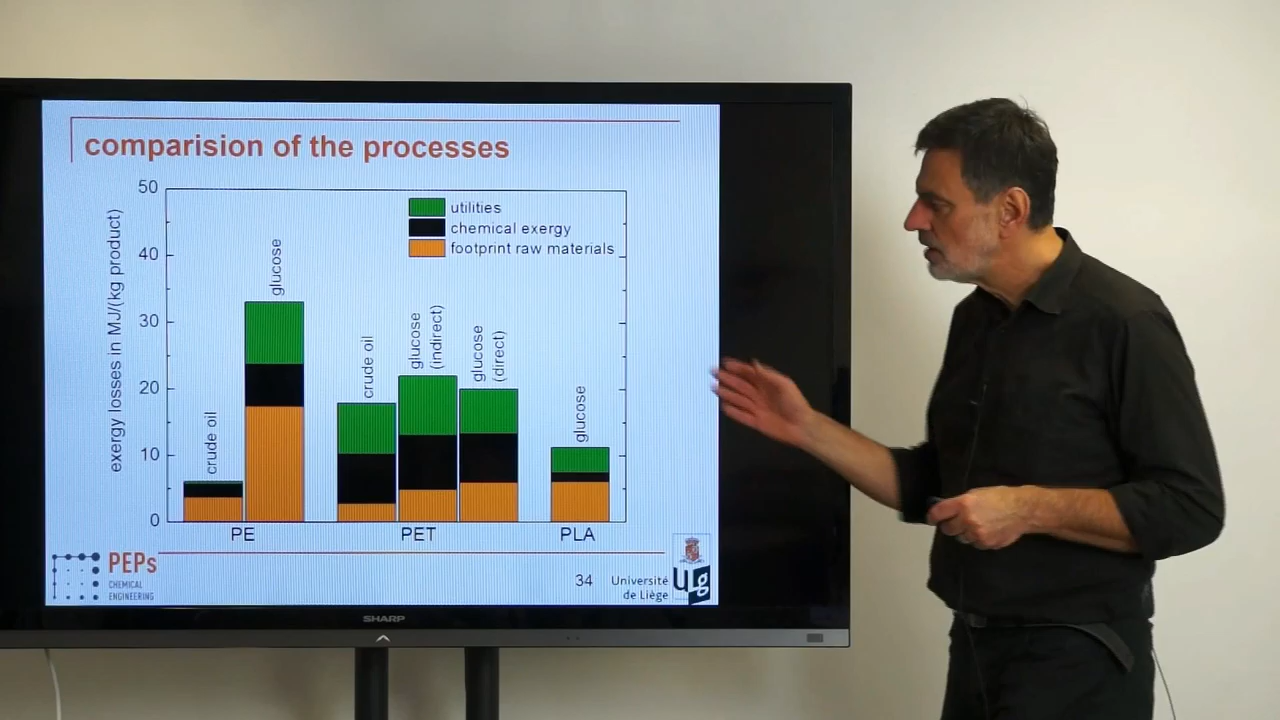 comparision of the processes
50
40
30
20
10
0
exergy losses in MJ/(kg product)
utilities
chemical exergy
footprint raw materials
crude oil
glucose
crude oil
glucose
(indirect)
glucose
(direct)
glucose
PE
PET
PLA
PEPs
CHEMICAL
ENGINEERING
34
Université
de Liège
ulg
SHARP